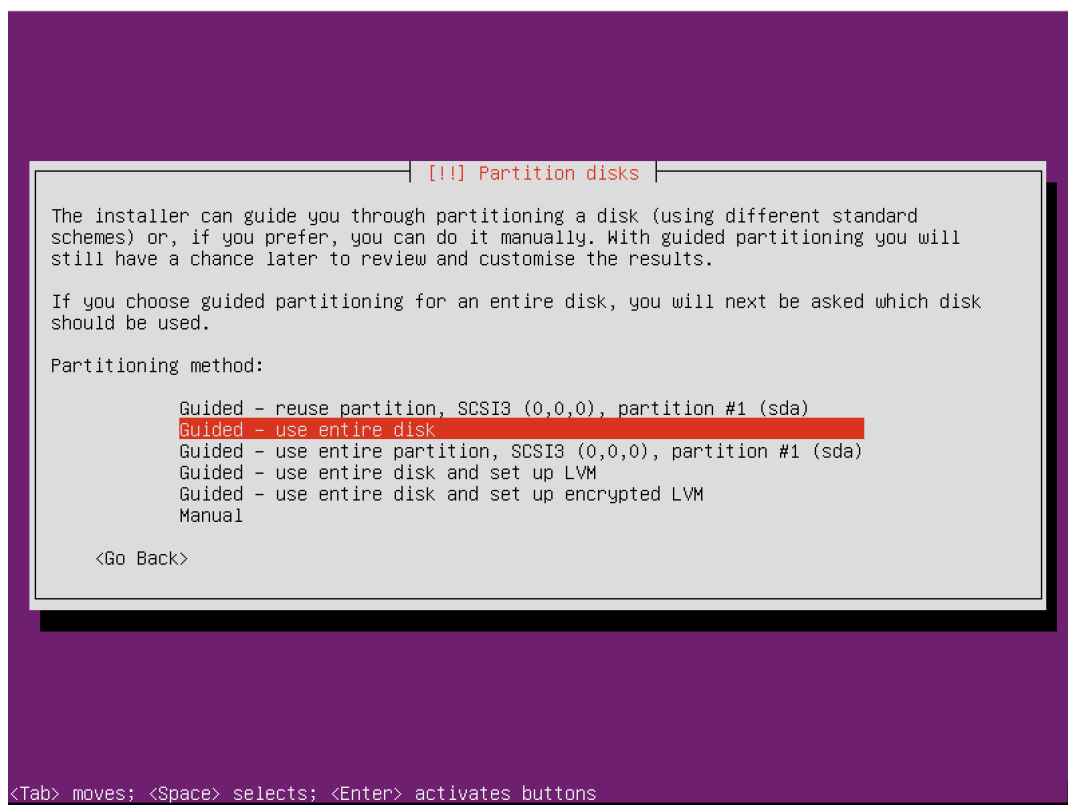 [!!] Partition disks
The installer can guide you through partitioning a disk (using different standard
schemes) or, if you prefer, you can do it manually. With guided partitioning you will
still have a chance later to review and customise the results.
If you choose guided partitioning for an entire disk, you will next be asked which disk
should be used.
Partitioning method:
Guided – reuse partition, SCSI3 (0,0,0), partition #1 (sda)
Guided – use entire disk
Guided – use entire partition, SCSI3 (0,0,0), partition #1 (sda)
Guided – use entire disk and set up LVM
Guided – use entire disk and set up encrypted LVM
Manual
<Go Back>
<Tab> moves; <Space> selects; <Enter> activates buttons